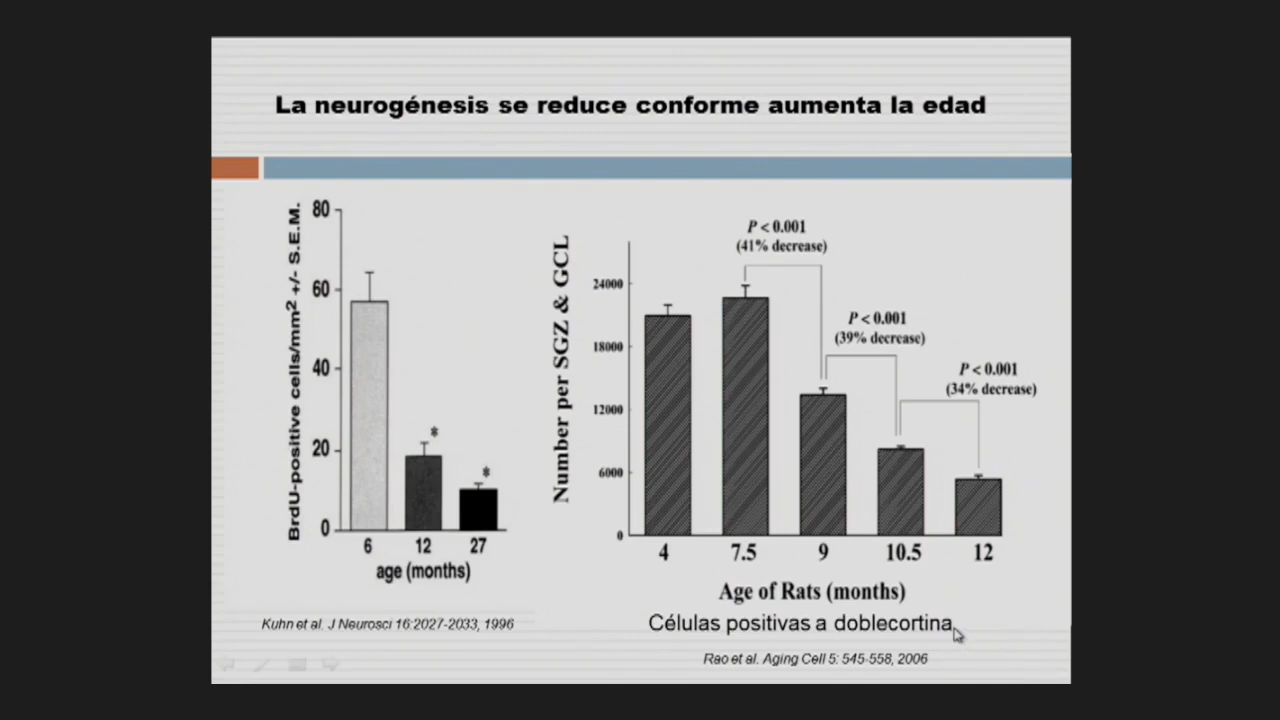 La neurogénesis se reduce conforme aumenta la edad
BrdU-positive cells/mm2 +/- S.E.M.
80
60
40
20
0
*
*
6 12 27
age (months)
Kuhn et al. J Neurosci 16:2027-2033, 1996
Number per SGZ & GCL
24000
18000
12000
6000
0
P < 0.001
(41% decrease)
P < 0.001
(39% decrease)
P < 0.001
(34% decrease)
4 7.5 9 10.5 12
Age of Rats (months)
Células positivas a doblecortina
Rao et al. Aging Cell 5: 545-558, 2006